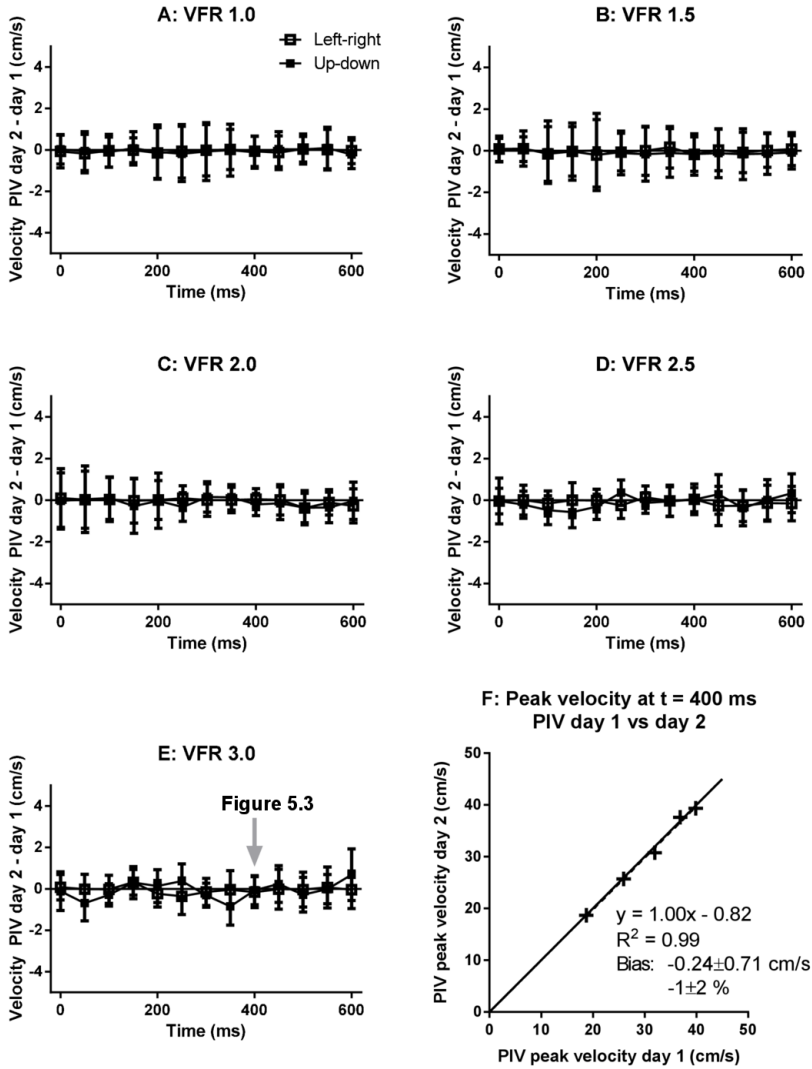 A: VFR 1.0
Left-right
Up-down
Velocity PIV day 2 - day 1 (cm/s)
4
2
0
-2
-4
0 200 400 600
Time (ms)
B: VFR 1.5
Velocity PIV day 2 - day 1 (cm/s)
4
2
0
-2
-4
0 200 400 600
Time (ms)
C: VFR 2.0
Velocity PIV day 2 - day 1 (cm/s)
4
2
0
-2
-4
0 200 400 600
Time (ms)
D: VFR 2.5
Velocity PIV day 2 - day 1 (cm/s)
4
2
0
-2
-4
0 200 400 600
Time (ms)
E: VFR 3.0
Figure 5.3
Velocity PIV day 2 - day 1 (cm/s)
4
2
0
-2
-4
0 200 400 600
Time (ms)
F: Peak velocity at t = 400 ms
PIV day 1 vs day 2
PIV peak velocity day 2 (cm/s)
50
40
30
20
10
0
y = 1.00x - 0.82
R² = 0.99
Bias: -0.24±0.71 cm/s
-1±2 %
0 10 20 30 40 50
PIV peak velocity day 1 (cm/s)